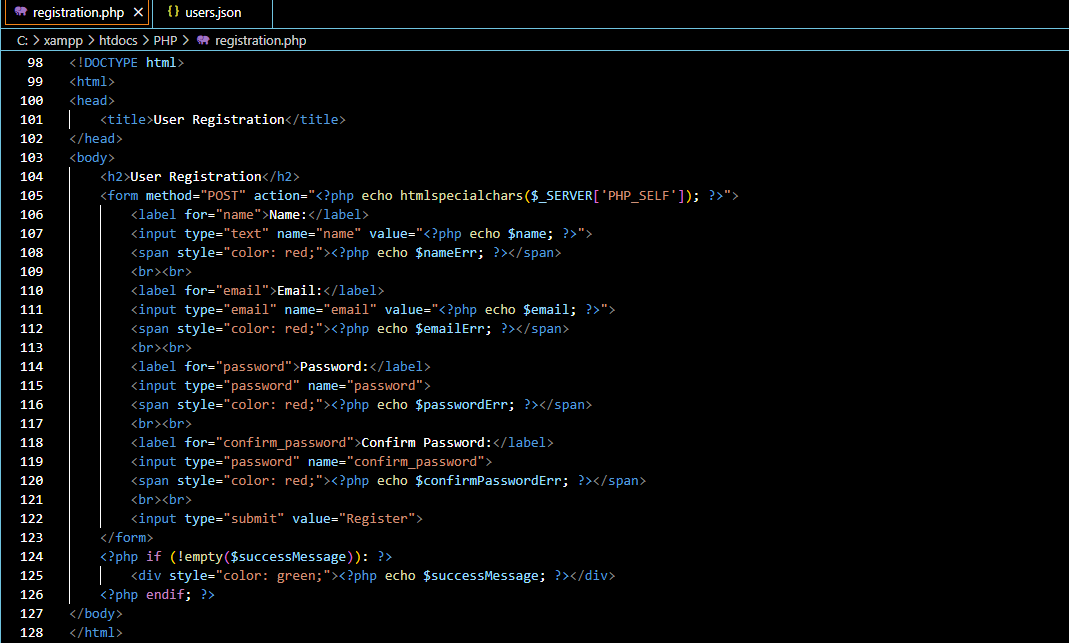 registration.php
{} users.json
C: > xampp > htdocs > PHP > registration.php
98 <!DOCTYPE html>
99 <html>
100 <head>
101 <title>User Registration</title>
102 </head>
103 <body>
104 <h2>User Registration</h2>
105 <form method="POST" action="<?php echo htmlspecialchars($_SERVER['PHP_SELF']); ?>">
106 <label for="name">Name:</label>
107 <input type="text" name="name" value="<?php echo $name; ?>">
108 <span style="color: red;"><?php echo $nameErr; ?></span>
109 <br><br>
110 <label for="email">Email:</label>
111 <input type="email" name="email" value="<?php echo $email; ?>">
112 <span style="color: red;"><?php echo $emailErr; ?></span>
113 <br><br>
114 <label for="password">Password:</label>
115 <input type="password" name="password">
116 <span style="color: red;"><?php echo $passwordErr; ?></span>
117 <br><br>
118 <label for="confirm_password">Confirm Password:</label>
119 <input type="password" name="confirm_password">
120 <span style="color: red;"><?php echo $confirmPasswordErr; ?></span>
121 <br><br>
122 <input type="submit" value="Register">
123 </form>
124 <?php if (!empty($successMessage)): ?>
125 <div style="color: green;"><?php echo $successMessage; ?></div>
126 <?php endif; ?>
127 </body>
128 </html>